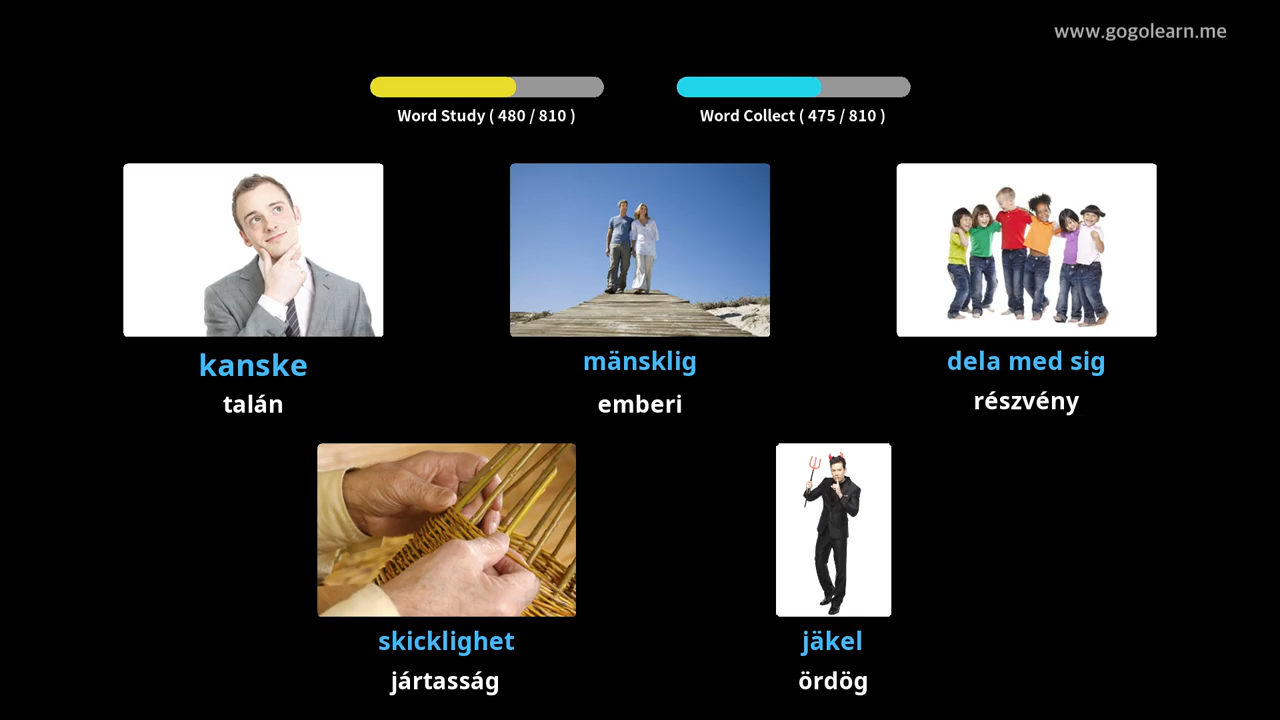 www.gogolearn.me
Word Study ( 480 / 810 )
Word Collect ( 475 / 810 )
kanske
talán
mänsklig
emberi
dela med sig
részvény
skicklighet
jártasság
jäkel
ördög